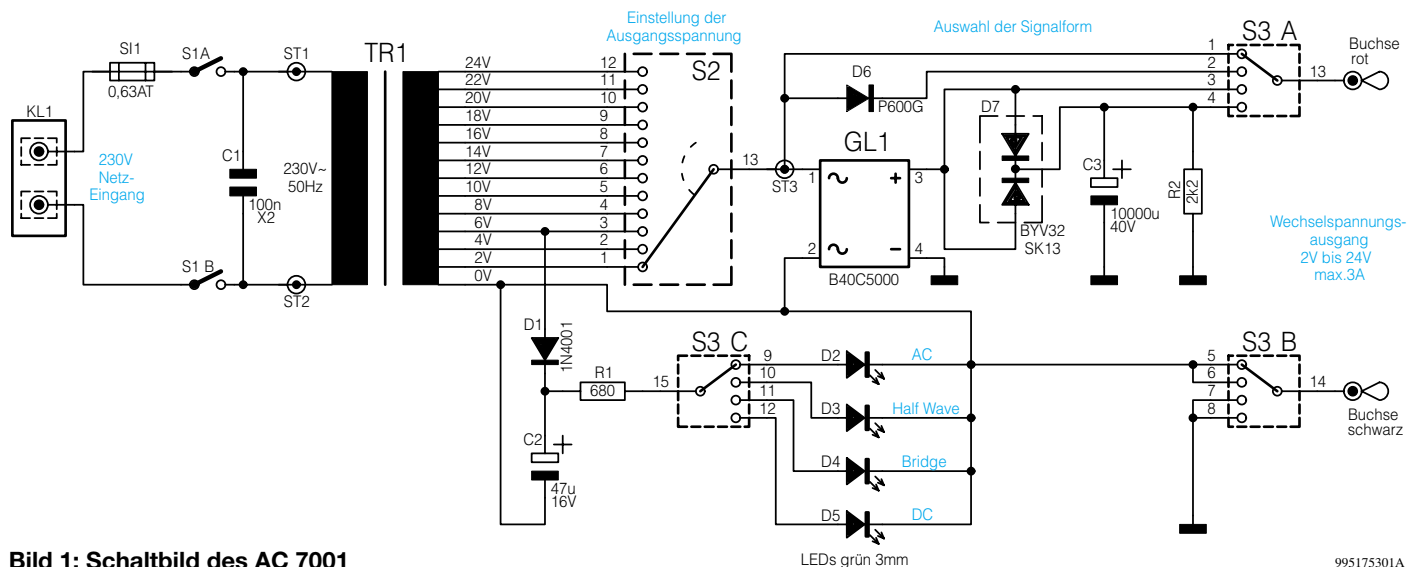 Einstellung der
Ausgangsspannung
Auswahl der Signalform
SI1
0,63AT
S1A
ST1
TR1
KL1
230V
Netz-
Eingang
C1
100n
X2
230V~
50Hz
S1 B
ST2
24V
22V
20V
18V
16V
14V
12V
10V
8V
6V
4V
2V
0V
12
11
10
9
8
7
6
5
4
3
2
1
S2
13
ST3
D6
P600G
GL1
1
2
3
4
+
−
B40C5000
D7
BYV32
SK13
C3
+
10000u
40V
R2
2k2
S3 A
1
2
3
4
13
Buchse
rot
Wechselspannungs-
ausgang
2V bis 24V
max.3A
D1
1N4001
C2
+
47u
16V
R1
680
15
S3 C
9
10
11
12
D2
AC
D3
Half Wave
D4
Bridge
D5
DC
LEDs grün 3mm
S3 B
5
6
7
8
14
Buchse
schwarz
Bild 1: Schaltbild des AC 7001
995175301A